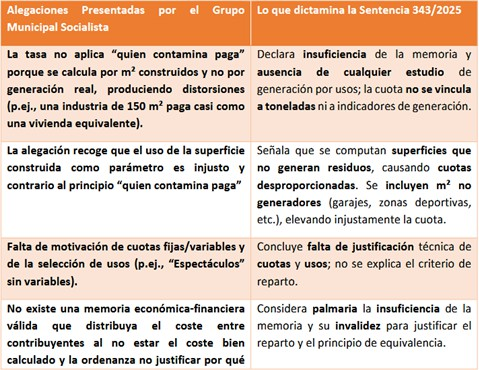 Alegaciones Presentadas por el Grupo
Municipal Socialista
Lo que dictamina la Sentencia 343/2025
La tasa no aplica “quien contamina paga”
porque se calcula por m² construidos y no por
generación real, produciendo distorsiones
(p.ej., una industria de 150 m² paga casi como
una vivienda equivalente).
Declara insuficiencia de la memoria y
ausencia de cualquier estudio de
generación por usos; la cuota no se vincula
a toneladas ni a indicadores de generación.
La alegación recoge que el uso de la superficie
construida como parámetro es injusto y
contrario al principio “quien contamina paga”
Señala que se computan superficies que
no generan residuos, causando cuotas
desproporcionadas. Se incluyen m² no
generadores (garajes, zonas deportivas,
etc.), elevando injustamente la cuota.
Falta de motivación de cuotas fijas/variables y
de la selección de usos (p.ej., “Espectáculos”
sin variables).
Concluye falta de justificación técnica de
cuotas y usos; no se explica el criterio de
reparto.
No existe una memoria económica-financiera
válida que distribuya el coste entre
contribuyentes al no estar el coste bien
calculado y la ordenanza no justificar por qué
Considera palmaria la insuficiencia de la
memoria y su invalidez para justificar el
reparto y el principio de equivalencia.